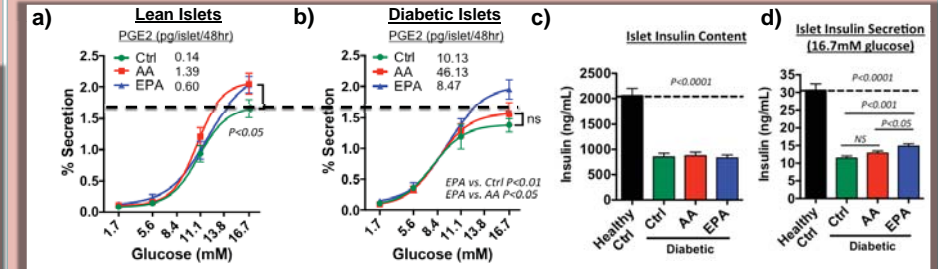 a)
Lean Islets
PGE2 (pg/islet/48hr)
Ctrl 0.14
AA 1.39
EPA 0.60
% Secretion
2.5
2.0
1.5
1.0
0.5
0.0
P<0.05
1.7
5.6
8.4
11.1
13.8
16.7
Glucose (mM)
b)
Diabetic Islets
PGE2 (pg/islet/48hr)
Ctrl 10.13
AA 46.13
EPA 8.47
% Secretion
2.5
2.0
1.5
1.0
0.5
0.0
ns
EPA vs. Ctrl P<0.01
EPA vs. AA P<0.05
1.7
5.6
8.4
11.1
13.8
16.7
Glucose (mM)
c)
Islet Insulin Content
Insulin (ng/mL)
2500
2000
1500
1000
500
0
P<0.0001
Healthy
Ctrl
Ctrl
AA
EPA
Diabetic
d)
Islet Insulin Secretion
(16.7mM glucose)
Insulin (ng/mL)
35
30
25
20
15
10
5
0
P<0.0001
P<0.001
P<0.05
NS
Healthy
Ctrl
Ctrl
AA
EPA
Diabetic